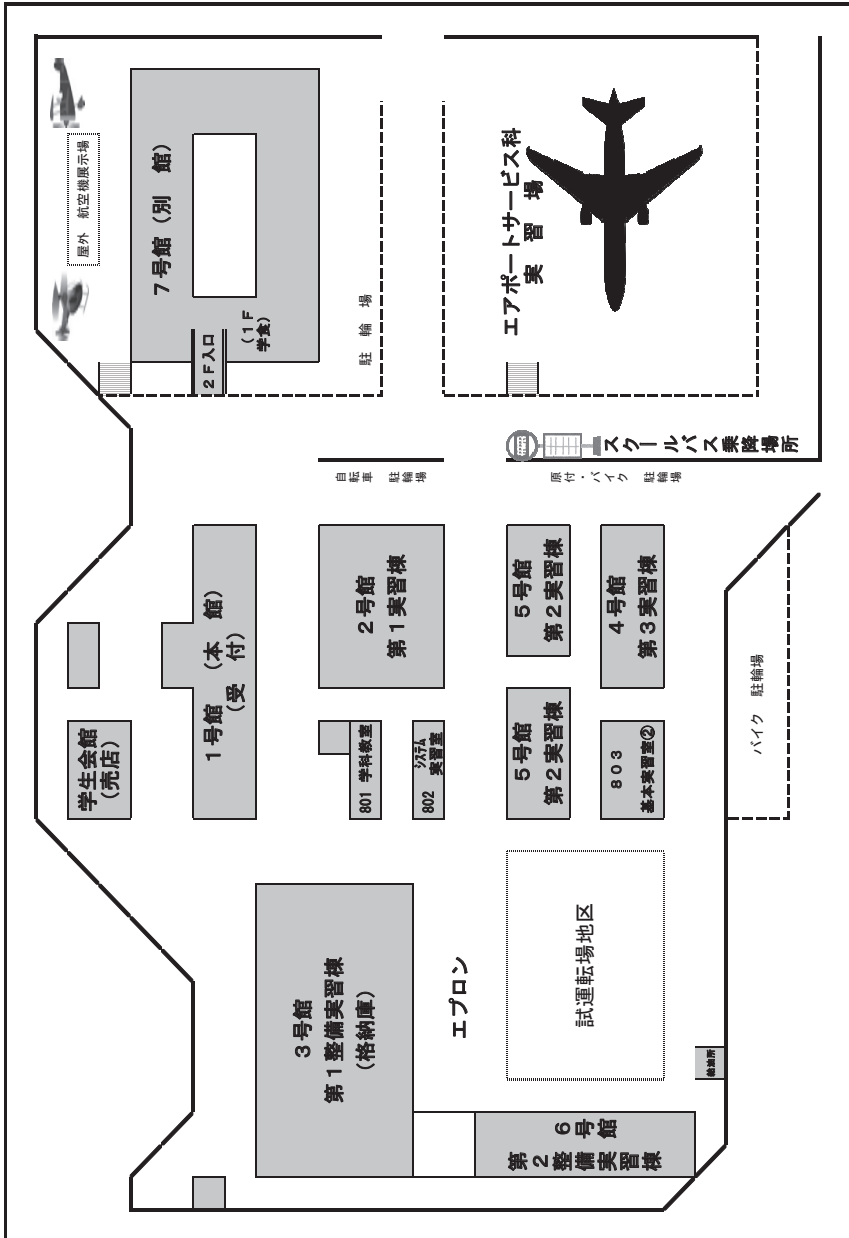 学生会館
（売店）
屋外　航空機展示場
1号館　（本　館）
（受　付）
7号館（別　館）
2F入口
（1F
学食）
3号館
第1整備実習棟
（格納庫）
801 学科教室
2号館
第1実習棟
自転車　駐輪場
駐　輪　場
802
システム
実習室
エプロン
5号館
第2実習棟
5号館
第2実習棟
エアポートサービス科
実　習　場
原付・バイク　駐輪場
スクールバス乗降場所
6号館
第2整備実習棟
試運転場地区
803
基本実習室②
4号館
第3実習棟
給油所
バイク　駐輪場